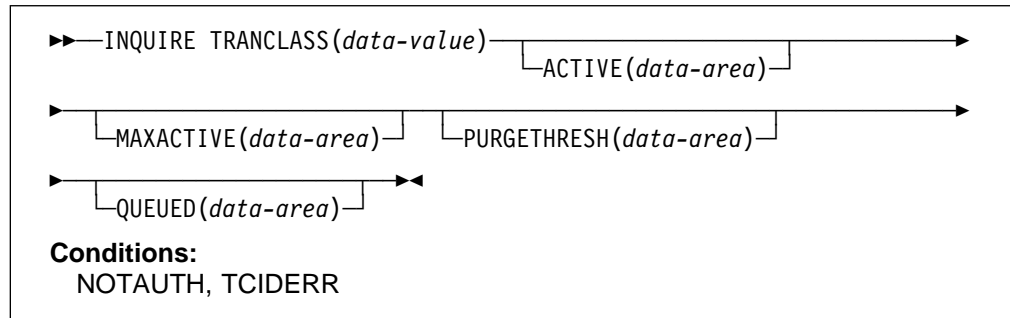 INQUIRE TRANCLASS(data-value)
ACTIVE(data-area)
MAXACTIVE(data-area) PURGETHRESH(data-area)
QUEUED(data-area)
Conditions:
NOTAUTH, TCIDERR